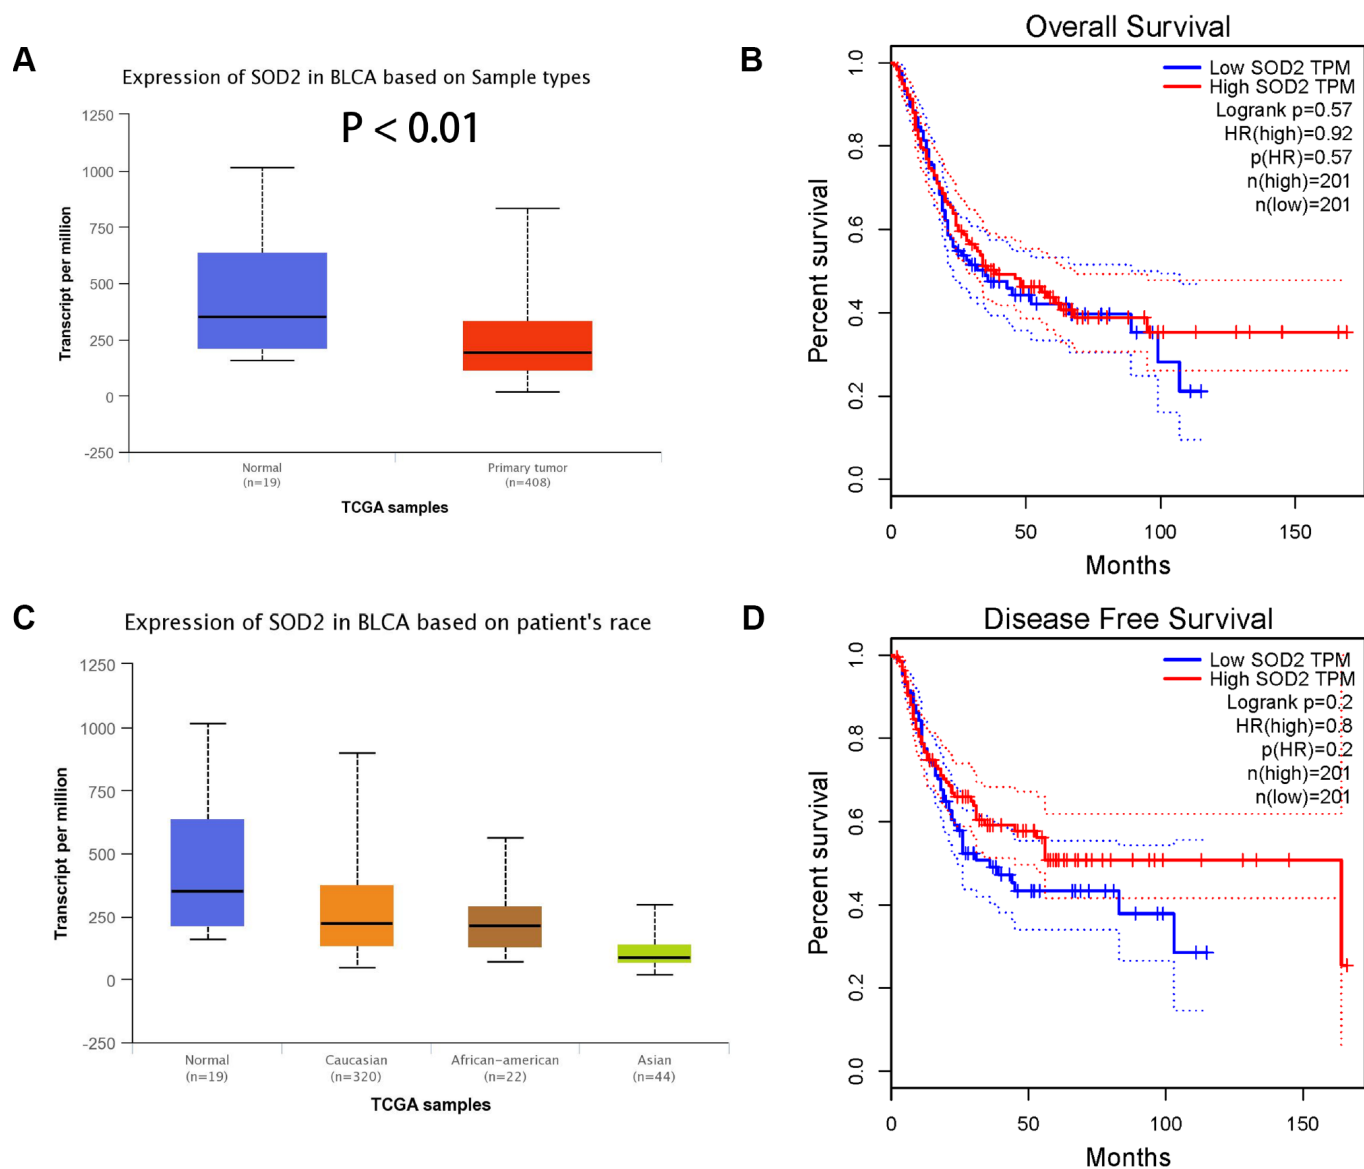 A
Expression of SOD2 in BLCA based on Sample types
P < 0.01
1250
1000
750
500
250
0
-250
Transcript per million
Normal
(n=19)
Primary tumor
(n=408)
TCGA samples
B
Overall Survival
Low SOD2 TPM
High SOD2 TPM
Logrank p=0.57
HR(high)=0.92
p(HR)=0.57
n(high)=201
n(low)=201
1.0
0.8
0.6
0.4
0.2
0.0
Percent survival
0
50
100
150
Months
C
Expression of SOD2 in BLCA based on patient's race
1250
1000
750
500
250
0
-250
Transcript per million
Normal
(n=19)
Caucasian
(n=320)
African-american
(n=22)
Asian
(n=44)
TCGA samples
D
Disease Free Survival
Low SOD2 TPM
High SOD2 TPM
Logrank p=0.2
HR(high)=0.8
p(HR)=0.2
n(high)=201
n(low)=201
1.0
0.8
0.6
0.4
0.2
0.0
Percent survival
0
50
100
150
Months